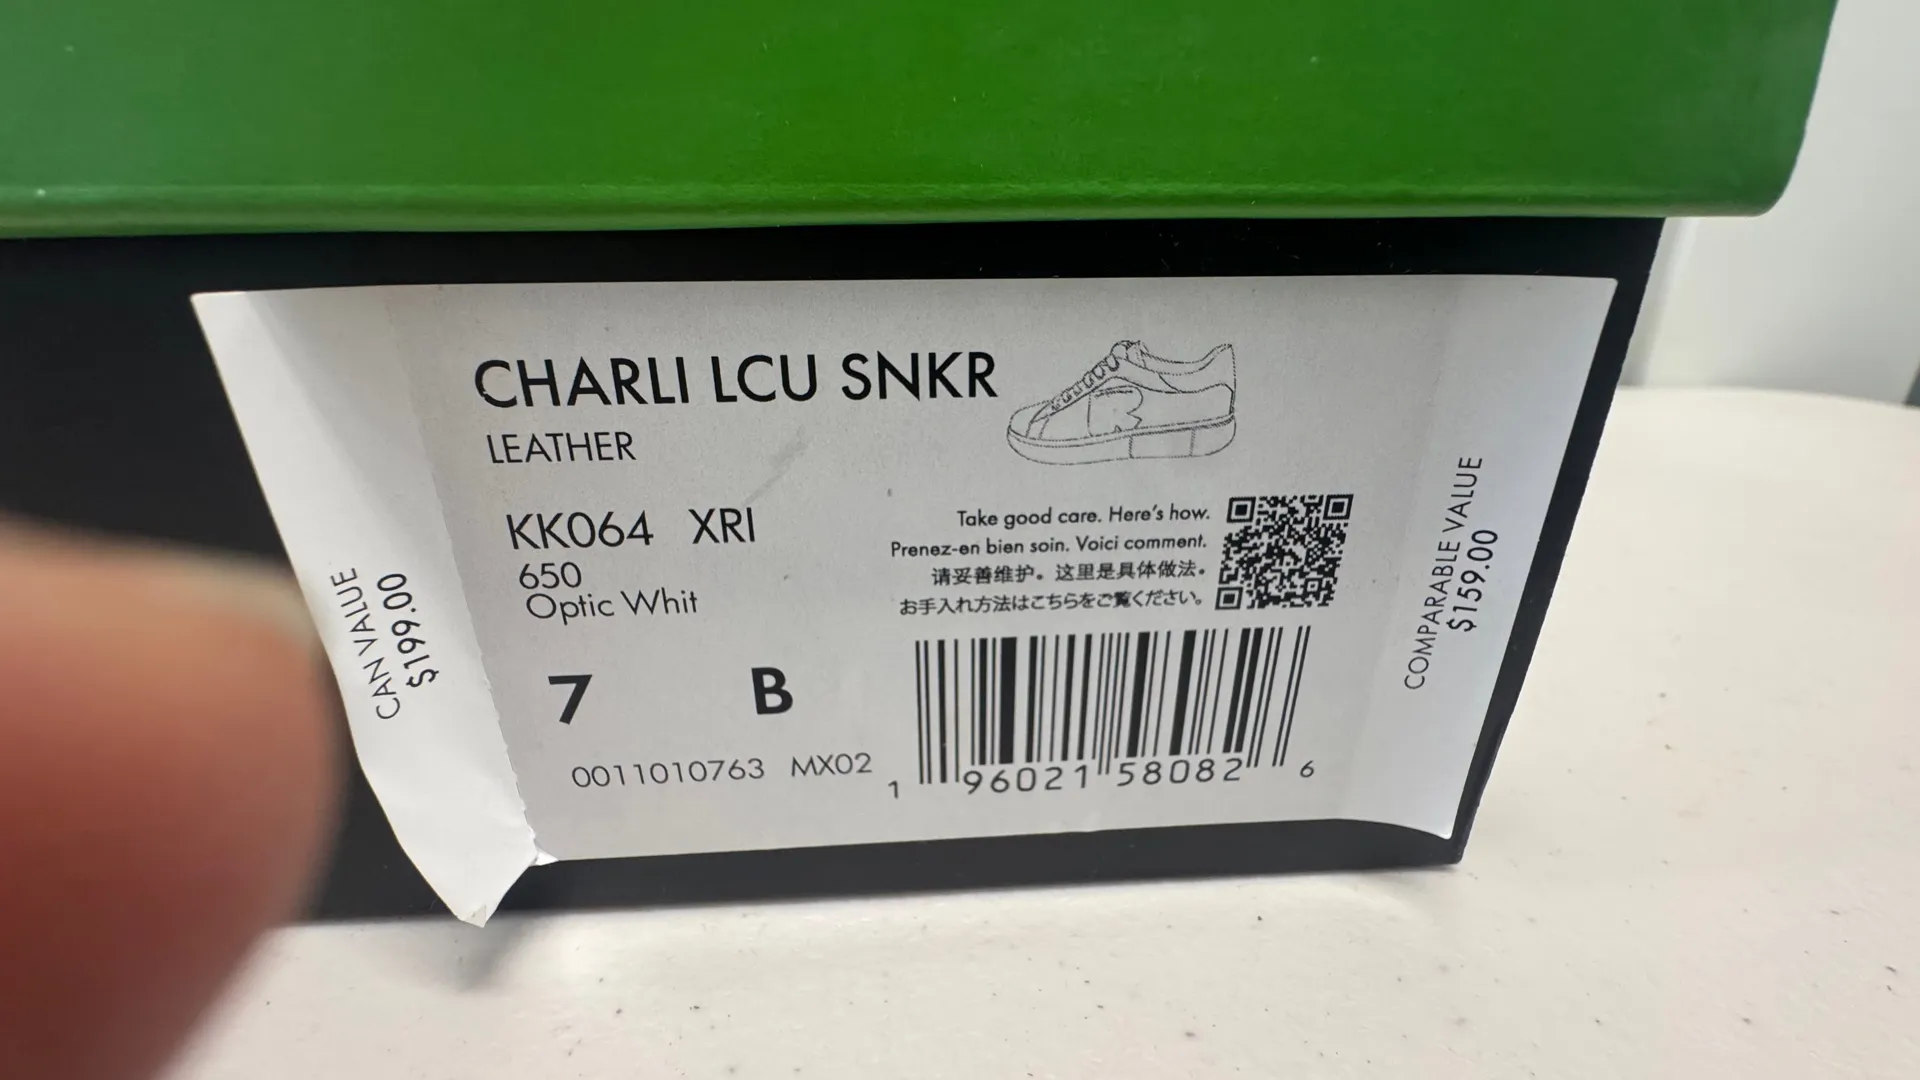 CHARLI LCU SNKR
LEATHER
KK064 XRI
650
Optic Whit
7 B
0011010763 MX02
Take good care. Here's how.
Prenez-en bien soin. Voici comment.
请妥善维护。这里是具体做法。
お手入れ方法はこちらをご覧ください。
1 96021 58082 6
CAN VALUE
$199.00
COMPARABLE VALUE
$159.00